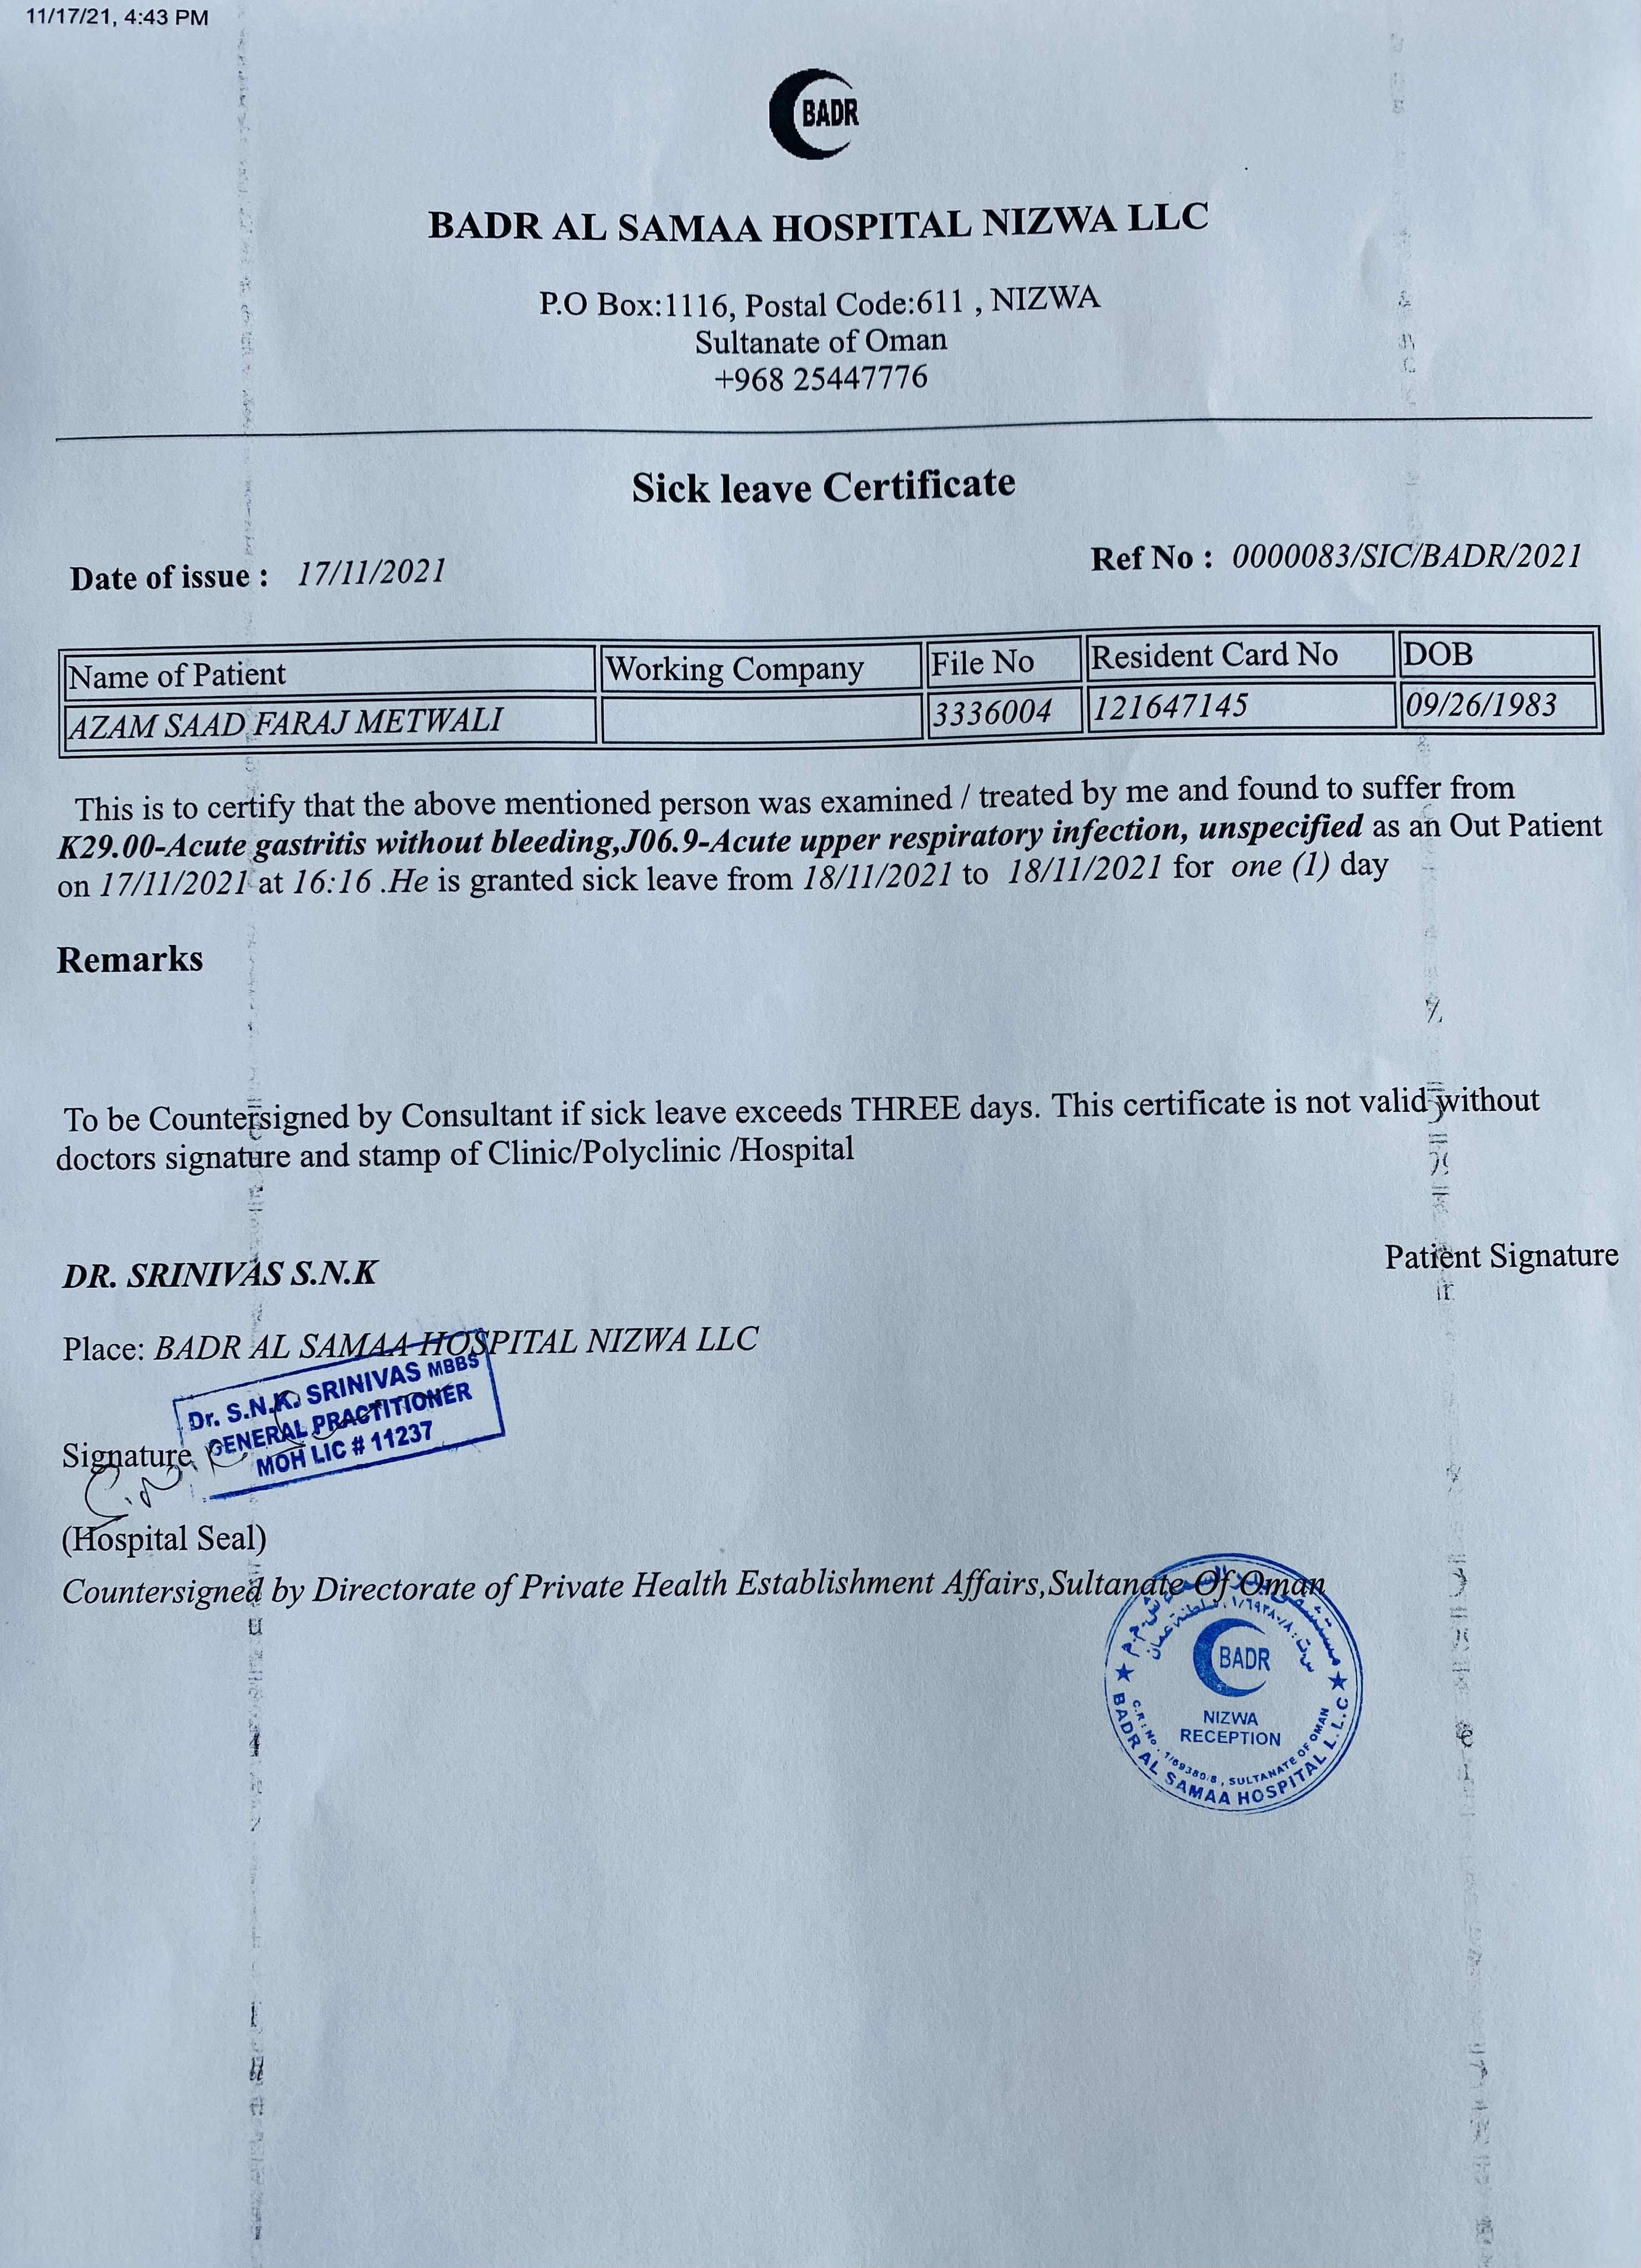 11/17/21, 4:43 PM
BADR
BADR AL SAMAA HOSPITAL NIZWA LLC
P.O Box:1116, Postal Code:611 , NIZWA
Sultanate of Oman
+968 25447776
Sick leave Certificate
Date of issue : 17/11/2021 Ref No : 0000083/SIC/BADR/2021
Name of Patient Working Company File No Resident Card No DOB
AZAM SAAD FARAJ METWALI 3336004 121647145 09/26/1983
This is to certify that the above mentioned person was examined / treated by me and found to suffer from
K29.00-Acute gastritis without bleeding,J06.9-Acute upper respiratory infection, unspecified as an Out Patient
on 17/11/2021 at 16:16 .He is granted sick leave from 18/11/2021 to 18/11/2021 for one (1) day
Remarks
To be Countersigned by Consultant if sick leave exceeds THREE days. This certificate is not valid without
doctors signature and stamp of Clinic/Polyclinic /Hospital
DR. SRINIVAS S.N.K Patient Signature
Place: BADR AL SAMAA HOSPITAL NIZWA LLC
Dr. S.N.K. SRINIVAS MBBS
GENERAL PRACTITIONER
MOH LIC # 11237
Signature
(Hospital Seal)
Countersigned by Directorate of Private Health Establishment Affairs,Sultanate Of Oman
مستشفى بدر السماء ش.م.م
س.ت: ١/٦٩٣٨٠/٨، سلطنة عمان
BADR
NIZWA
RECEPTION
C.R: No. 1/69380/8 , SULTANATE OF OMAN
BADR AL SAMAA HOSPITAL L.L.C